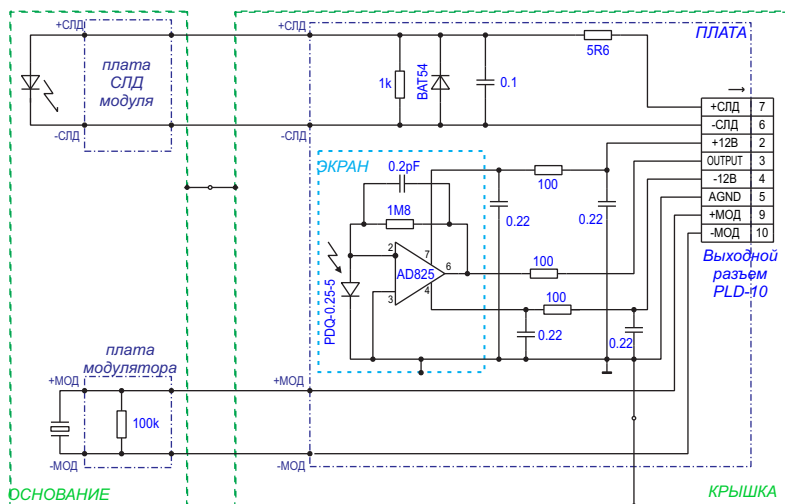 +СЛД
+СЛД
ПЛАТА
плата
СЛД
модуля
5R6
1k
BAT54
0.1
-СЛД
-СЛД
+СЛД 7
-СЛД 6
+12В 2
OUTPUT 3
-12В 4
AGND 5
+МОД 9
-МОД 10
Выходной
разъем
PLD-10
ЭКРАН
0.2pF
1M8
100
0.22
0.22
2
7
AD825
6
3
4
PDQ-0.25-5
100
100
0.22
0.22
плата
модулятора
+МОД
+МОД
100k
-МОД
-МОД
ОСНОВАНИЕ
КРЫШКА